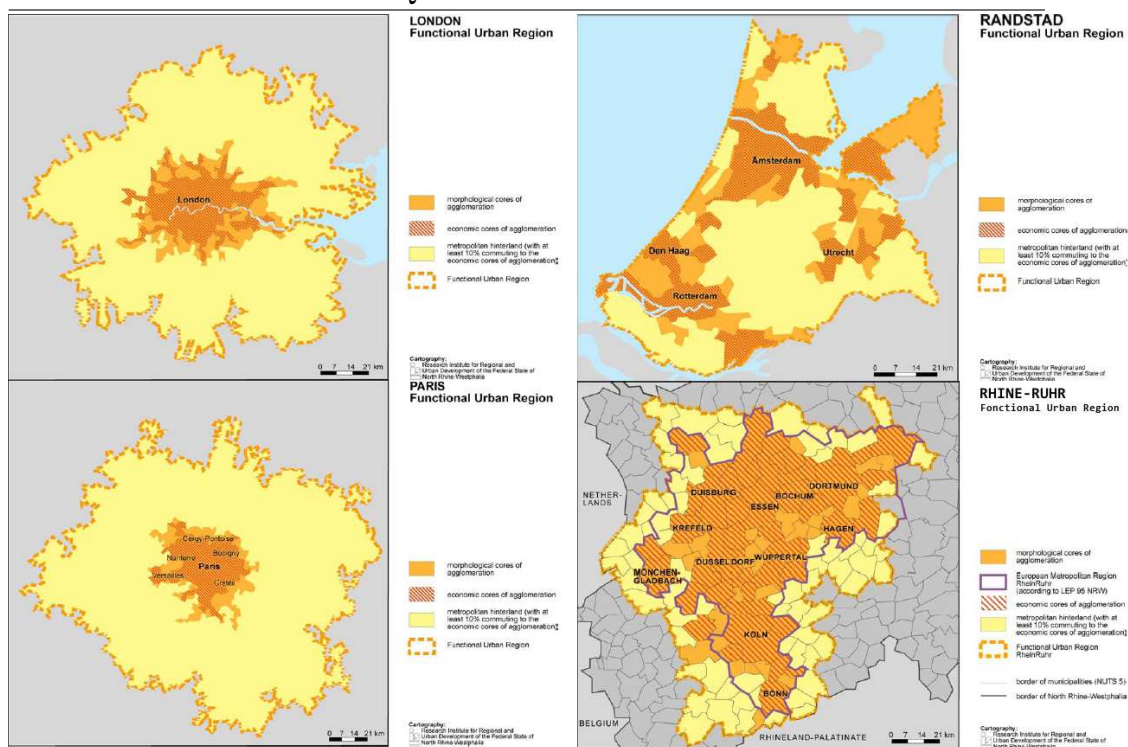 LONDON
Functional Urban Region
London
morphological cores of
agglomeration
economic cores of agglomeration
metropolitan hinterland (with at
least 10% commuting to the
economic cores of agglomeration)
Functional Urban Region
0 7 14 21 km
Cartography:
Research Institute for Regional and
Urban Development of the Federal State of
North Rhine-Westphalia
RANDSTAD
Functional Urban Region
Amsterdam
Den Haag
Utrecht
Rotterdam
morphological cores of
agglomeration
economic cores of agglomeration
metropolitan hinterland (with at
least 10% commuting to the
economic cores of agglomeration)
Functional Urban Region
0 7 14 21 km
Cartography:
Research Institute for Regional and
Urban Development of the Federal State of
North Rhine-Westphalia
PARIS
Functional Urban Region
Cergy-Pontoise
Nanterre
Bobigny
Paris
Versailles
Créteil
morphological cores of
agglomeration
economic cores of agglomeration
metropolitan hinterland (with at
least 10% commuting to the
economic cores of agglomeration)
Functional Urban Region
0 7 14 21 km
Cartography:
Research Institute for Regional and
Urban Development of the Federal State of
North Rhine-Westphalia
RHINE-RUHR
Fonctional Urban Region
NETHER-
LANDS
DUISBURG
DORTMUND
BOCHUM
ESSEN
KREFELD
HAGEN
WUPPERTAL
DÜSSELDORF
MÖNCHEN-
GLADBACH
KÖLN
BONN
BELGIUM
RHINELAND-PALATINATE
morphological cores of
agglomeration
European Metropolitan Region
RheinRuhr
(according to LEP 95 NRW)
economic cores of agglomeration
metropolitan hinterland (with at
least 10% commuting to the
economic cores of agglomeration)
Functional Urban Region
RheinRuhr
border of municipalities (NUTS 5)
border of North Rhine-Westphalia
0 7 14 21 km
Cartography:
Research Institute for Regional and
Urban Development of the Federal State of
North Rhine-Westphalia